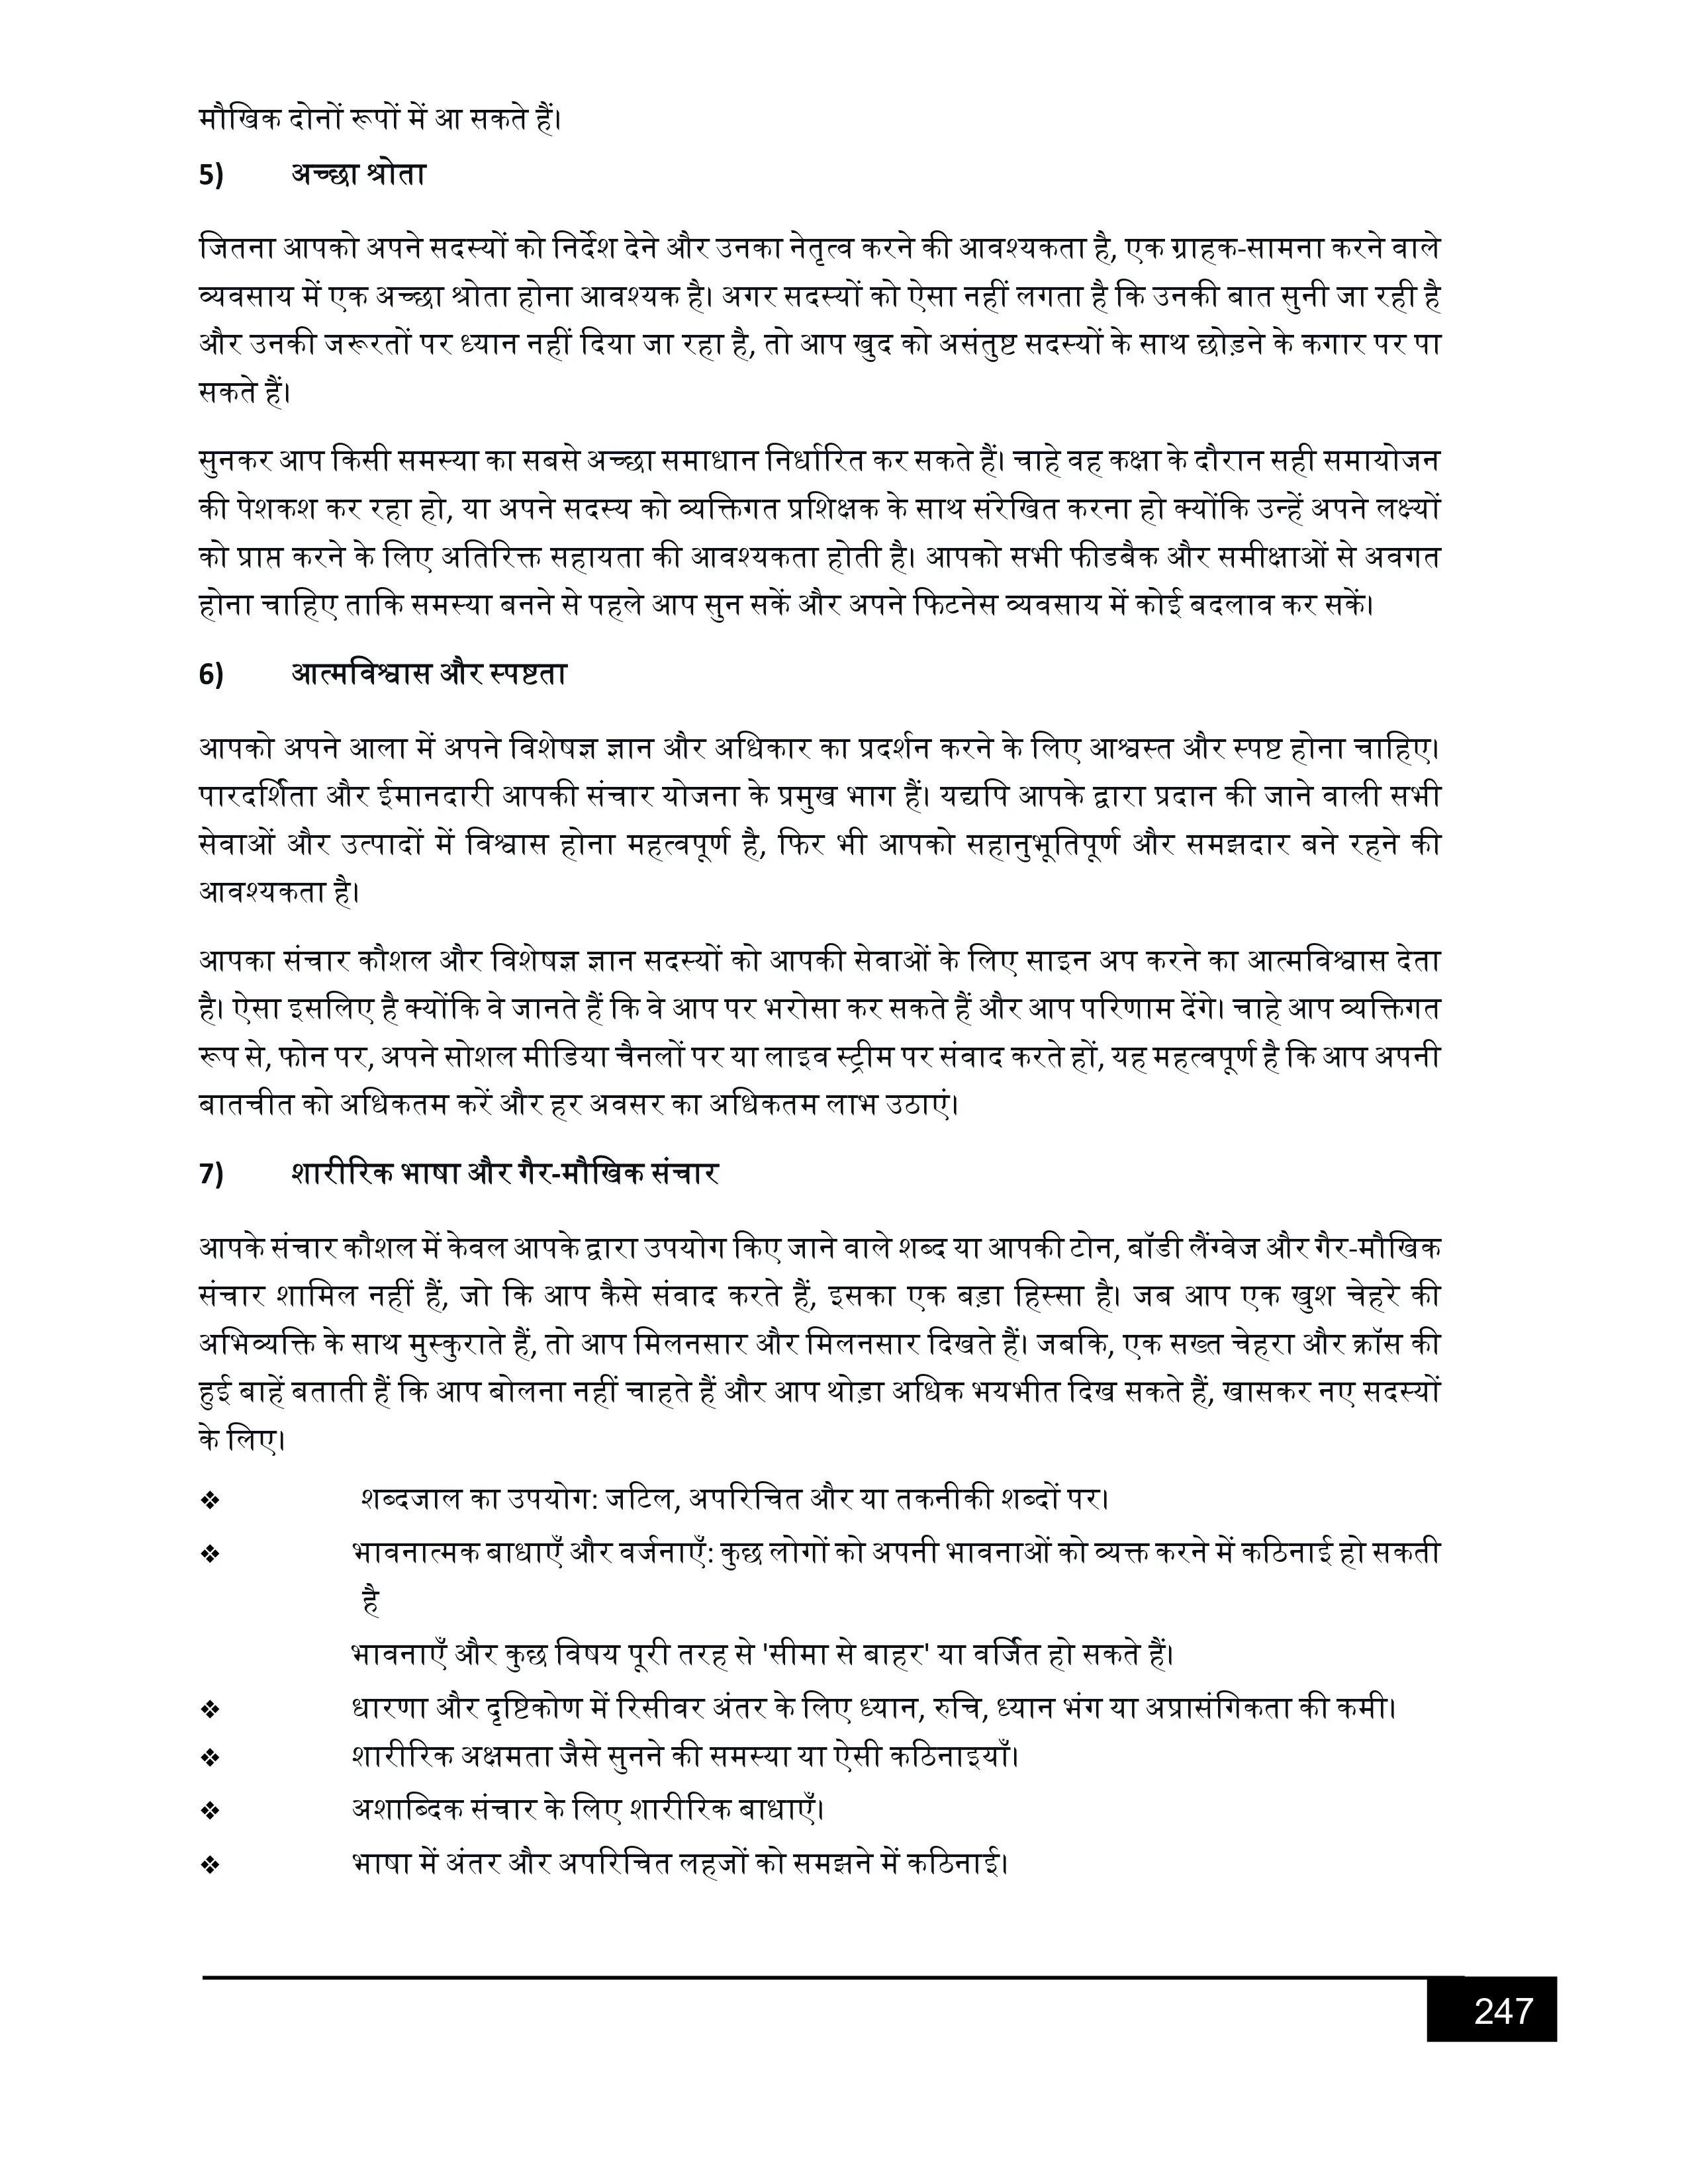 मौखिक दोनों रूपों में आ सकते हैं।
5) अच्छा श्रोता
जितना आपको अपने सदस्यों को निर्देश देने और उनका नेतृत्व करने की आवश्यकता है, एक ग्राहक-सामना करने वाले
व्यवसाय में एक अच्छा श्रोता होना आवश्यक है। अगर सदस्यों को ऐसा नहीं लगता है कि उनकी बात सुनी जा रही है
और उनकी जरूरतों पर ध्यान नहीं दिया जा रहा है, तो आप खुद को असंतुष्ट सदस्यों के साथ छोड़ने के कगार पर पा
सकते हैं।
सुनकर आप किसी समस्या का सबसे अच्छा समाधान निर्धारित कर सकते हैं। चाहे वह कक्षा के दौरान सही समायोजन
की पेशकश कर रहा हो, या अपने सदस्य को व्यक्तिगत प्रशिक्षक के साथ संरेखित करना हो क्योंकि उन्हें अपने लक्ष्यों
को प्राप्त करने के लिए अतिरिक्त सहायता की आवश्यकता होती है। आपको सभी फीडबैक और समीक्षाओं से अवगत
होना चाहिए ताकि समस्या बनने से पहले आप सुन सकें और अपने फिटनेस व्यवसाय में कोई बदलाव कर सकें।
6) आत्मविश्वास और स्पष्टता
आपको अपने आला में अपने विशेषज्ञ ज्ञान और अधिकार का प्रदर्शन करने के लिए आश्वस्त और स्पष्ट होना चाहिए।
पारदर्शिता और ईमानदारी आपकी संचार योजना के प्रमुख भाग हैं। यद्यपि आपके द्वारा प्रदान की जाने वाली सभी
सेवाओं और उत्पादों में विश्वास होना महत्वपूर्ण है, फिर भी आपको सहानुभूतिपूर्ण और समझदार बने रहने की
आवश्यकता है।
आपका संचार कौशल और विशेषज्ञ ज्ञान सदस्यों को आपकी सेवाओं के लिए साइन अप करने का आत्मविश्वास देता
है। ऐसा इसलिए है क्योंकि वे जानते हैं कि वे आप पर भरोसा कर सकते हैं और आप परिणाम देंगे। चाहे आप व्यक्तिगत
रूप से, फोन पर, अपने सोशल मीडिया चैनलों पर या लाइव स्ट्रीम पर संवाद करते हों, यह महत्वपूर्ण है कि आप अपनी
बातचीत को अधिकतम करें और हर अवसर का अधिकतम लाभ उठाएं।
7) शारीरिक भाषा और गैर-मौखिक संचार
आपके संचार कौशल में केवल आपके द्वारा उपयोग किए जाने वाले शब्द या आपकी टोन, बॉडी लैंग्वेज और गैर-मौखिक
संचार शामिल नहीं हैं, जो कि आप कैसे संवाद करते हैं, इसका एक बड़ा हिस्सा है। जब आप एक खुश चेहरे की
अभिव्यक्ति के साथ मुस्कुराते हैं, तो आप मिलनसार और मिलनसार दिखते हैं। जबकि, एक सख्त चेहरा और क्रॉस की
हुई बाहें बताती हैं कि आप बोलना नहीं चाहते हैं और आप थोड़ा अधिक भयभीत दिख सकते हैं, खासकर नए सदस्यों
के लिए।
❖ शब्दजाल का उपयोग: जटिल, अपरिचित और या तकनीकी शब्दों पर।
❖ भावनात्मक बाधाएँ और वर्जनाएँ: कुछ लोगों को अपनी भावनाओं को व्यक्त करने में कठिनाई हो सकती
है
भावनाएँ और कुछ विषय पूरी तरह से 'सीमा से बाहर' या वर्जित हो सकते हैं।
❖ धारणा और दृष्टिकोण में रिसीवर अंतर के लिए ध्यान, रुचि, ध्यान भंग या अप्रासंगिकता की कमी।
❖ शारीरिक अक्षमता जैसे सुनने की समस्या या ऐसी कठिनाइयाँ।
❖ अशाब्दिक संचार के लिए शारीरिक बाधाएँ।
❖ भाषा में अंतर और अपरिचित लहजों को समझने में कठिनाई।
247